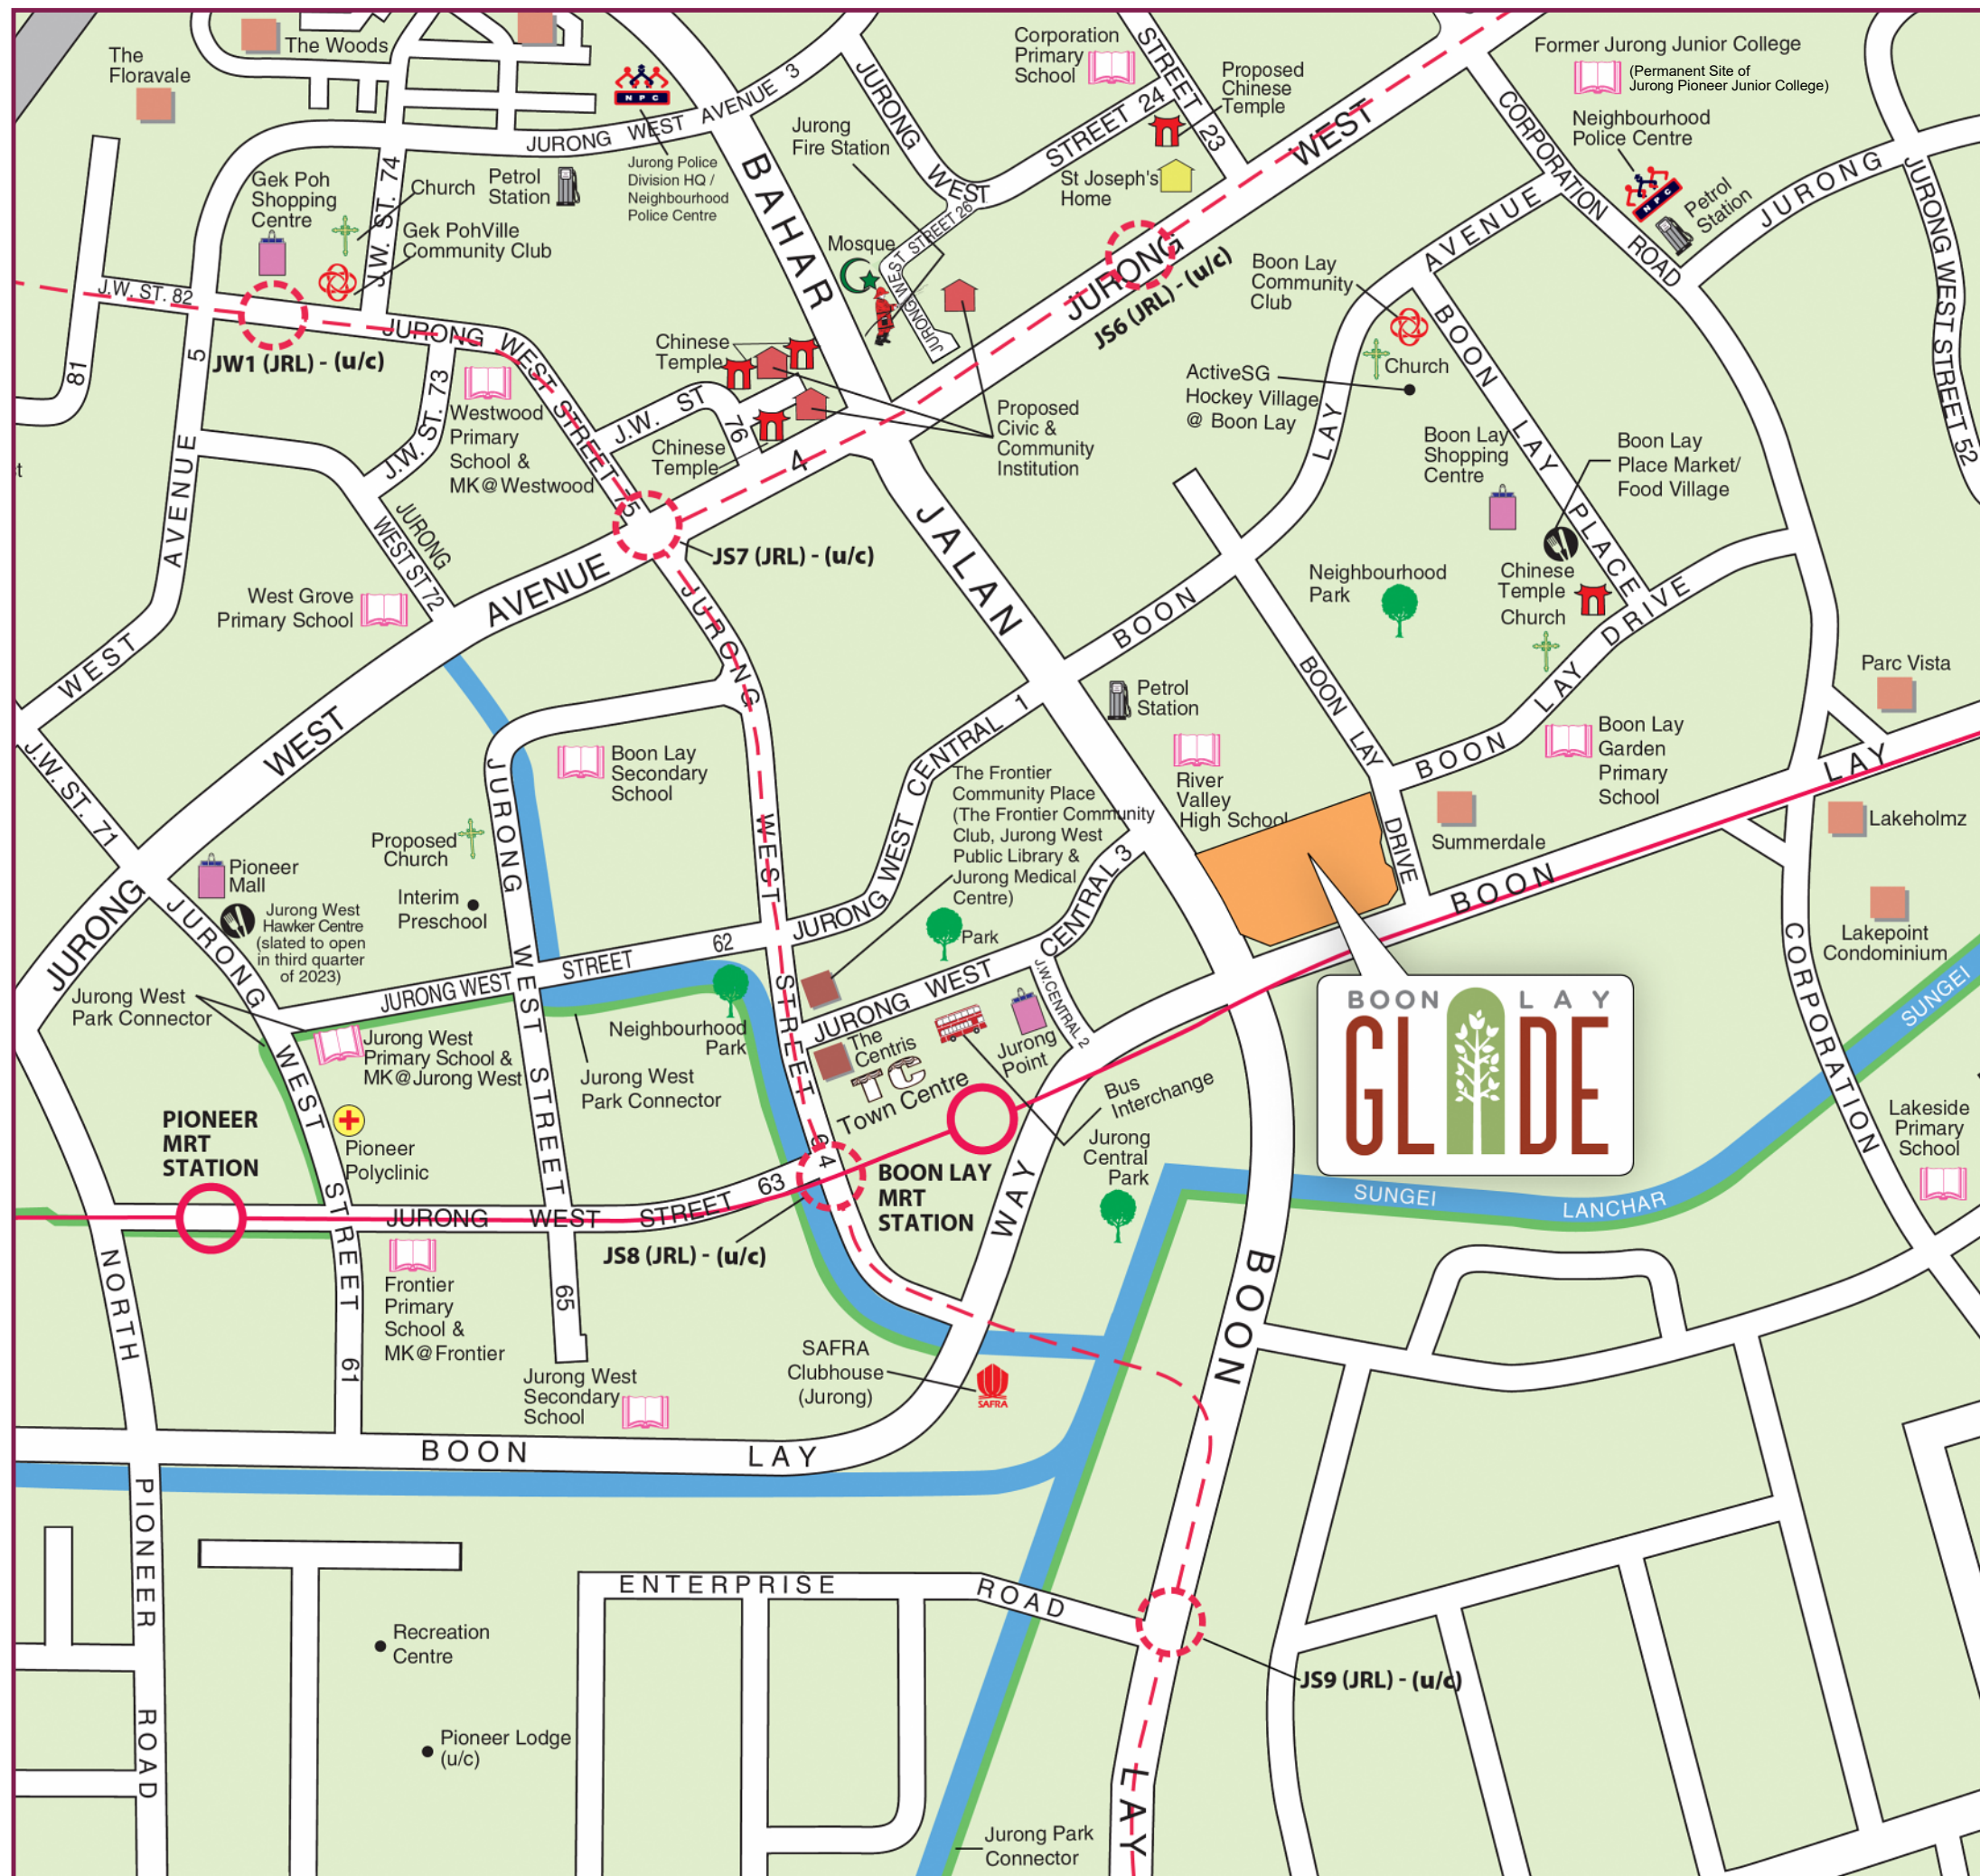 The
Floravale
The Woods
JURONG WEST AVENUE 3
Jurong Police
Division HQ /
Neighbourhood
Police Centre
NPC
Petrol
Station
Church
Gek PohVille
Community Club
Gek Poh
Shopping
Centre
J.W. ST. 74
J.W. ST. 82
JW1 (JRL) - (u/c)
81
AVENUE 5
WEST
JURONG WEST STREET 75
J.W. ST. 73
Westwood
Primary
School &
MK@Westwood
JURONG
WEST ST 72
West Grove
Primary School
J.W. ST 76
Chinese
Temple
Chinese
Temple
BAHAR
JALAN
Jurong
Fire Station
Mosque
JURONG WEST
STREET 24
JURONG WEST STREET 26
STREET 23
Corporation
Primary
School
Proposed
Chinese
Temple
St Joseph's
Home
Proposed
Civic &
Community
Institution
JURONG WEST
AVENUE 4
JS6 (JRL) - (u/c)
JS7 (JRL) - (u/c)
Former Jurong Junior College
(Permanent Site of
Jurong Pioneer Junior College)
Neighbourhood
Police Centre
NPC
Petrol
Station
CORPORATION
ROAD
JURONG
JURONG WEST STREET 52
Boon Lay
Community
Club
Church
ActiveSG
Hockey Village
@ Boon Lay
BOON LAY AVENUE
BOON LAY PLACE
Boon Lay
Shopping
Centre
Boon Lay
Place Market/
Food Village
Chinese
Temple
Church
Neighbourhood
Park
BOON LAY DRIVE
BOON LAY DRIVE
Petrol
Station
River
Valley
High School
Boon Lay
Garden
Primary
School
Summerdale
Parc Vista
Lakeholmz
Lakepoint
Condominium
CORPORATION
Lakeside
Primary
School
SUNGEI
SUNGEI LANCHAR
BOON LAY
BOON LAY
GLADE
JURONG WEST
J.W. ST. 71
Pioneer
Mall
Jurong West
Hawker Centre
(slated to open
in third quarter
of 2023)
Proposed
Church
Interim
Preschool
Boon Lay
Secondary
School
JURONG WEST CENTRAL 1
The Frontier
Community Place
(The Frontier Community
Club, Jurong West
Public Library &
Jurong Medical
Centre)
Park
JURONG WEST CENTRAL 3
J.W.CENTRAL 2
JURONG WEST STREET 62
Jurong West
Park Connector
Jurong West
Primary School &
MK@Jurong West
Neighbourhood
Park
Jurong West
Park Connector
The
Centris
TC
Town Centre
Jurong
Point
Bus
Interchange
Jurong
Central
Park
JURONG WEST STREET 64
PIONEER
MRT
STATION
Pioneer
Polyclinic
JURONG WEST STREET 61
JURONG WEST STREET 63
JURONG WEST STREET 65
BOON LAY
MRT
STATION
JS8 (JRL) - (u/c)
Frontier
Primary
School &
MK@Frontier
Jurong West
Secondary
School
SAFRA
Clubhouse
(Jurong)
SAFRA
BOON LAY WAY
NORTH
PIONEER ROAD
Recreation
Centre
Pioneer Lodge
(u/c)
ENTERPRISE ROAD
BOON LAY
JS9 (JRL) - (u/c)
Jurong Park
Connector